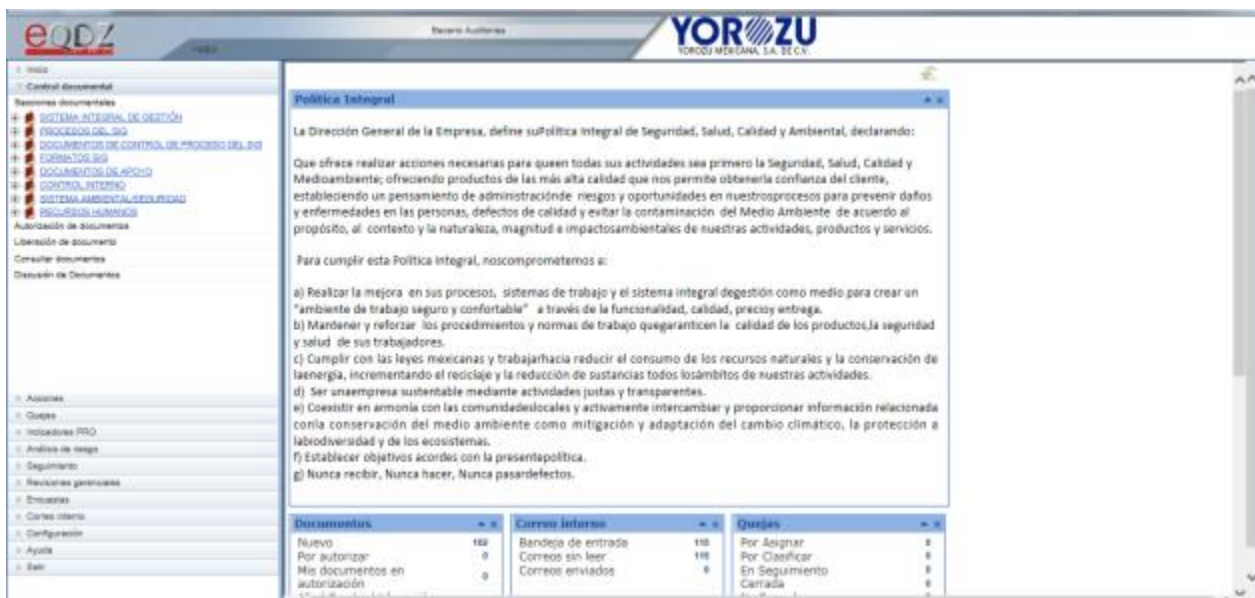 eQDZ
Becario Auditorias
YOROZU
YOROZU MEXICANA, S.A. DE C.V.
Inicio
Control documental
Secciones documentales
SISTEMA INTEGRAL DE GESTIÓN
PROCESOS DEL SIG
DOCUMENTOS DE CONTROL DE PROCESO DEL SIG
FORMATOS SIG
DOCUMENTOS DE APOYO
CONTROL INTERNO
SISTEMA AMBIENTAL/SEGURIDAD
RECURSOS HUMANOS
Autorización de documentos
Liberación de documento
Consultar documentos
Discusión de Documentos
Acciones
Quejas
Indicadores PRO
Análisis de riesgo
Seguimiento
Revisiones gerenciales
Encuestas
Correo interno
Configuración
Ayuda
Salir
Política Integral
La Dirección General de la Empresa, define suPolítica Integral de Seguridad, Salud, Calidad y Ambiental, declarando:
Que ofrece realizar acciones necesarias para queen todas sus actividades sea primero la Seguridad, Salud, Calidad y
Medioambiente; ofreciendo productos de las más alta calidad que nos permite obtenerla confianza del cliente,
estableciendo un pensamiento de administraciónde riesgos y oportunidades en nuestrosprocesos para prevenir daños
y enfermedades en las personas, defectos de calidad y evitar la contaminación del Medio Ambiente de acuerdo al
propósito, al contexto y la naturaleza, magnitud e impactosambientales de nuestras actividades, productos y servicios.
Para cumplir esta Política Integral, noscomprometemos a:
a) Realizar la mejora en sus procesos, sistemas de trabajo y el sistema integral degestión como medio para crear un
"ambiente de trabajo seguro y confortable" a través de la funcionalidad, calidad, precioy entrega.
b) Mantener y reforzar los procedimientos y normas de trabajo quegaranticen la calidad de los productos,la seguridad
y salud de sus trabajadores.
c) Cumplir con las leyes mexicanas y trabajarhacia reducir el consumo de los recursos naturales y la conservación de
laenergía, incrementando el reciclaje y la reducción de sustancias todos losámbitos de nuestras actividades.
d) Ser unaempresa sustentable mediante actividades justas y transparentes.
e) Coexistir en armonía con las comunidadeslocales y activamente intercambiar y proporcionar información relacionada
conla conservación del medio ambiente como mitigación y adaptación del cambio climático, la protección a
labiodiversidad y de los ecosistemas.
f) Establecer objetivos acordes con la presentepolítica.
g) Nunca recibir, Nunca hacer, Nunca pasardefectos.
Documentos
Nuevo 102
Por autorizar 0
Mis documentos en 0
autorización
Correo interno
Bandeja de entrada
Correos sin leer
Correos enviados
Quejas
Por Asignar
Por Clasificar
En Seguimiento
Cerrada